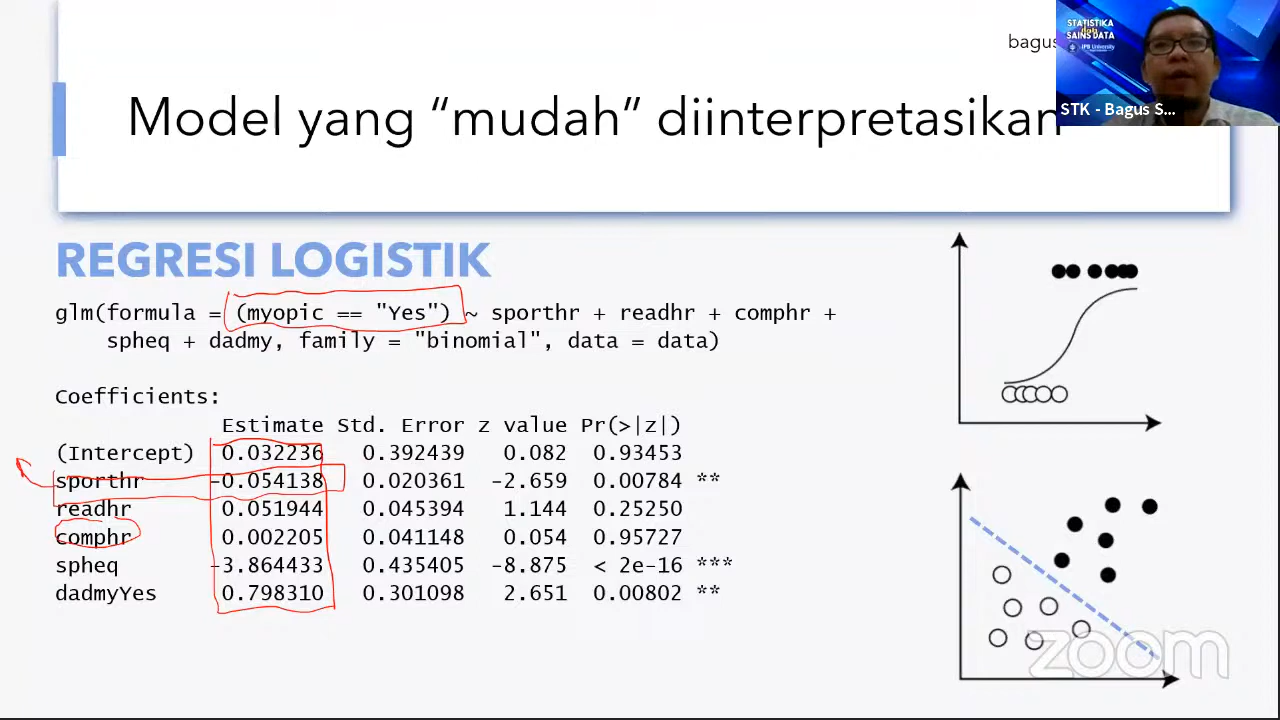 bagus
STATISTIKA
dan
SAINS DATA
IPB University
STK - Bagus S...
Model yang “mudah” diinterpretasikan
REGRESI LOGISTIK
glm(formula = (myopic == "Yes") ~ sporthr + readhr + comphr +
spheq + dadmy, family = "binomial", data = data)
Coefficients:
Estimate Std. Error z value Pr(>|z|)
(Intercept) 0.032236 0.392439 0.082 0.93453
sporthr -0.054138 0.020361 -2.659 0.00784 **
readhr 0.051944 0.045394 1.144 0.25250
comphr 0.002205 0.041148 0.054 0.95727
spheq -3.864433 0.435405 -8.875 < 2e-16 ***
dadmyYes 0.798310 0.301098 2.651 0.00802 **
zoom